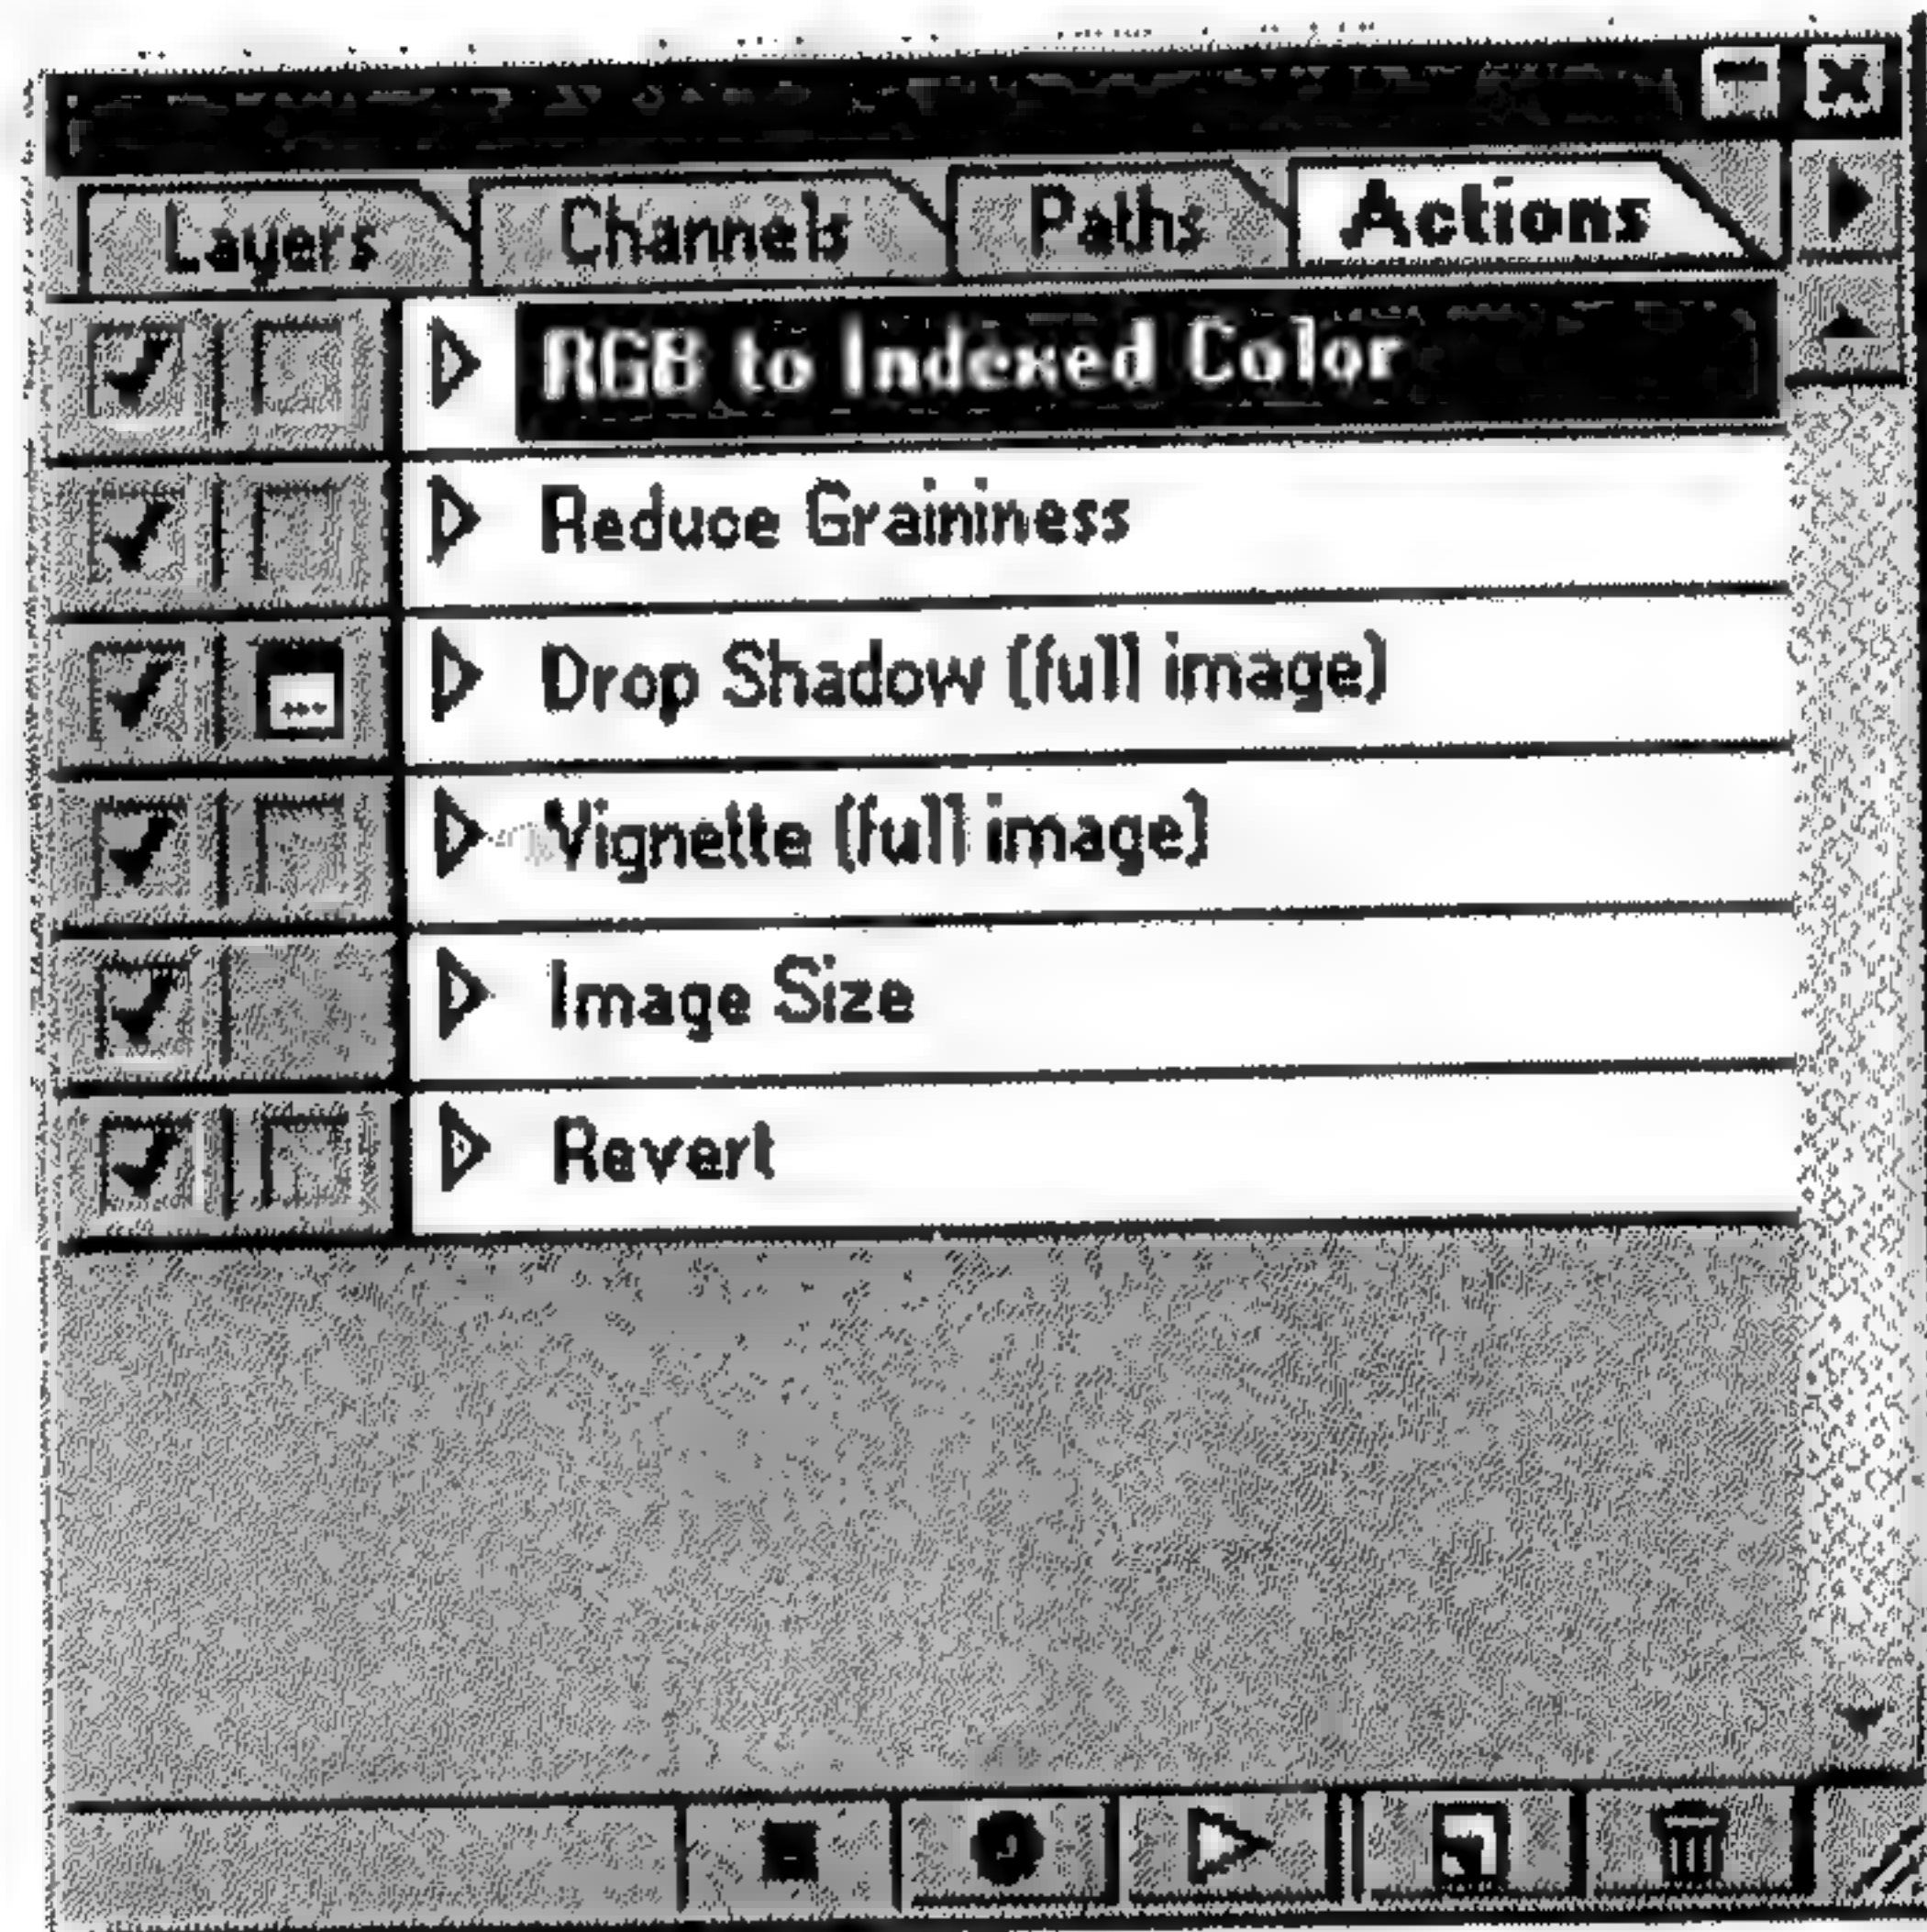 Layers Channels Paths Actions
RGB to Indexed Color
Reduce Graininess
Drop Shadow (full image)
Vignette (full image)
Image Size
Revert